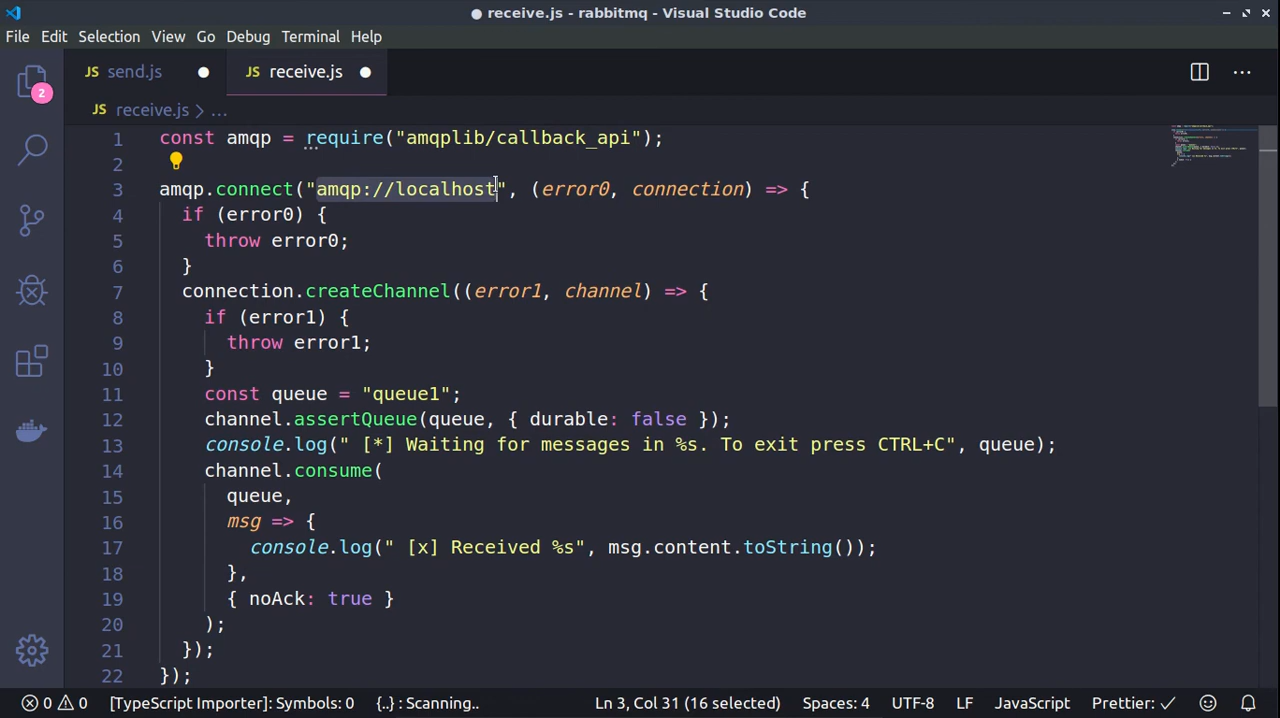 ● receive.js - rabbitmq - Visual Studio Code
File Edit Selection View Go Debug Terminal Help
JS send.js ● JS receive.js ●
JS receive.js > ...
2
1 const amqp = require("amqplib/callback_api");
2
3 amqp.connect("amqp://localhost", (error0, connection) => {
4 if (error0) {
5 throw error0;
6 }
7 connection.createChannel((error1, channel) => {
8 if (error1) {
9 throw error1;
10 }
11 const queue = "queue1";
12 channel.assertQueue(queue, { durable: false });
13 console.log(" [*] Waiting for messages in %s. To exit press CTRL+C", queue);
14 channel.consume(
15 queue,
16 msg => {
17 console.log(" [x] Received %s", msg.content.toString());
18 },
19 { noAck: true }
20 );
21 });
22 });
0 0 [TypeScript Importer]: Symbols: 0 {..} : Scanning.. Ln 3, Col 31 (16 selected) Spaces: 4 UTF-8 LF JavaScript Prettier: ✓